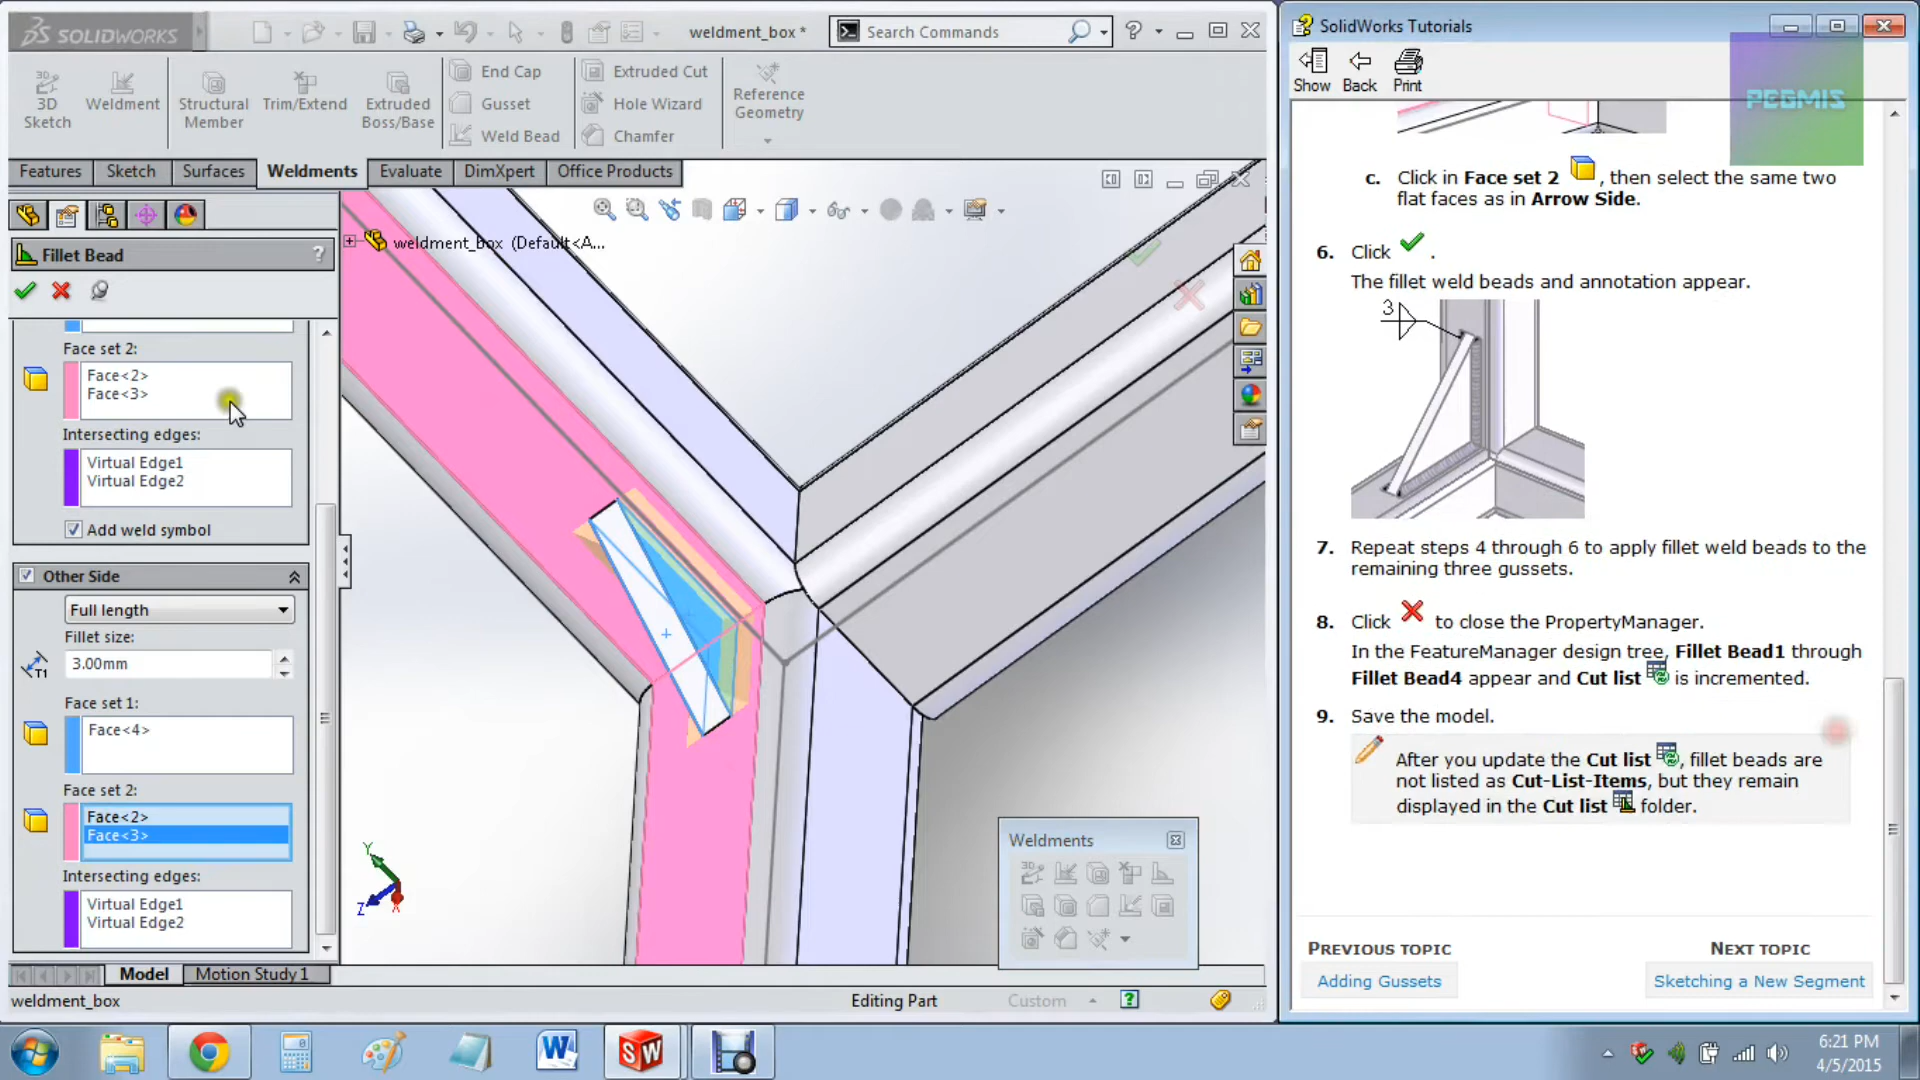 SOLIDWORKS
weldment_box *
Search Commands
3D Sketch
Weldment
Structural Member
Trim/Extend
Extruded Boss/Base
End Cap
Gusset
Weld Bead
Extruded Cut
Hole Wizard
Chamfer
Reference Geometry
Features
Sketch
Surfaces
Weldments
Evaluate
DimXpert
Office Products
Fillet Bead
?
Face set 2:
Face<2>
Face<3>
Intersecting edges:
Virtual Edge1
Virtual Edge2
Add weld symbol
Other Side
Full length
Fillet size:
3.00mm
Face set 1:
Face<4>
Face set 2:
Face<2>
Face<3>
Intersecting edges:
Virtual Edge1
Virtual Edge2
weldment_box (Default<A...
Y
Z
X
Weldments
Model
Motion Study 1
weldment_box
Editing Part
Custom
SolidWorks Tutorials
Show
Back
Print
PEGMIS
c. Click in Face set 2 , then select the same two
flat faces as in Arrow Side.
6. Click .
The fillet weld beads and annotation appear.
3
7. Repeat steps 4 through 6 to apply fillet weld beads to the
remaining three gussets.
8. Click to close the PropertyManager.
In the FeatureManager design tree, Fillet Bead1 through
Fillet Bead4 appear and Cut list is incremented.
9. Save the model.
After you update the Cut list , fillet beads are
not listed as Cut-List-Items, but they remain
displayed in the Cut list folder.
PREVIOUS TOPIC
NEXT TOPIC
Adding Gussets
Sketching a New Segment
6:21 PM
4/5/2015